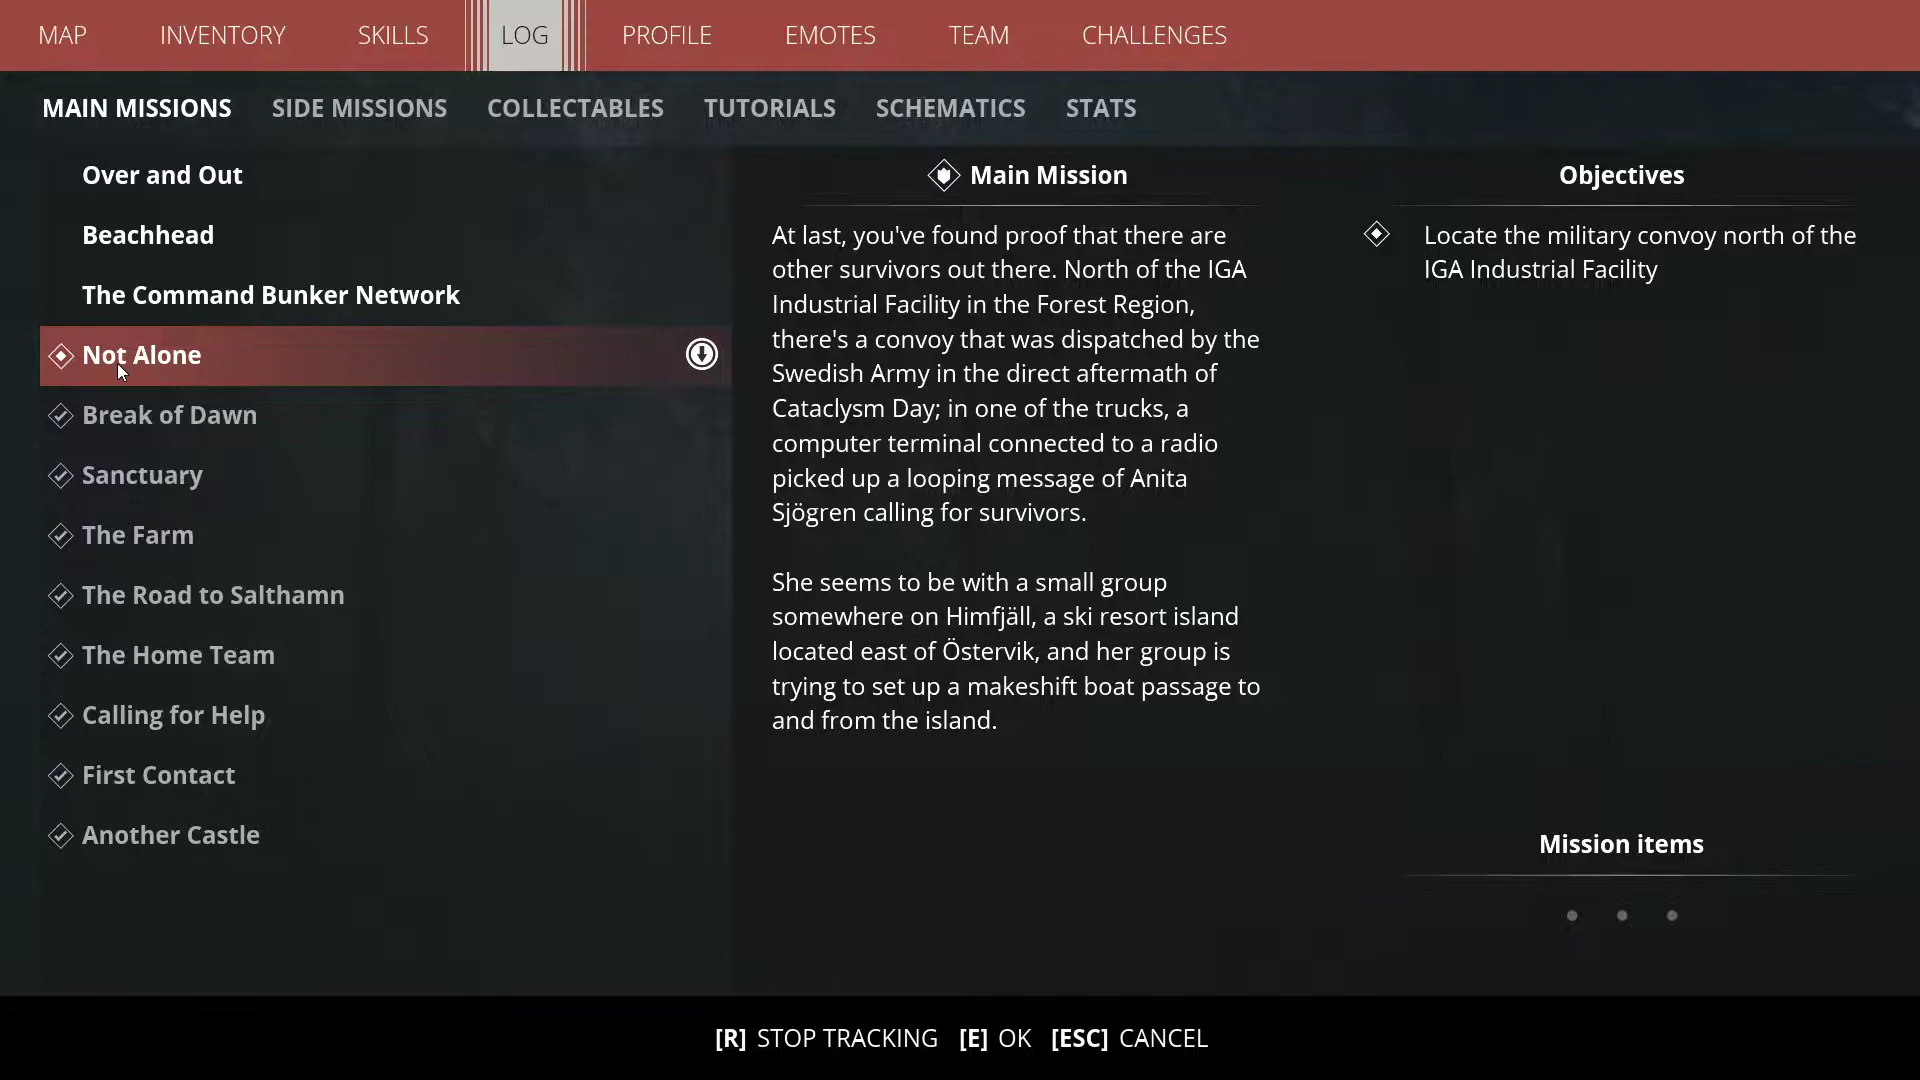 MAP INVENTORY SKILLS LOG PROFILE EMOTES TEAM CHALLENGES
MAIN MISSIONS SIDE MISSIONS COLLECTABLES TUTORIALS SCHEMATICS STATS
Over and Out
Beachhead
The Command Bunker Network
Not Alone
Break of Dawn
Sanctuary
The Farm
The Road to Salthamn
The Home Team
Calling for Help
First Contact
Another Castle
Main Mission
At last, you've found proof that there are
other survivors out there. North of the IGA
Industrial Facility in the Forest Region,
there's a convoy that was dispatched by the
Swedish Army in the direct aftermath of
Cataclysm Day; in one of the trucks, a
computer terminal connected to a radio
picked up a looping message of Anita
Sjögren calling for survivors.
She seems to be with a small group
somewhere on Himfjäll, a ski resort island
located east of Östervik, and her group is
trying to set up a makeshift boat passage to
and from the island.
Objectives
Locate the military convoy north of the
IGA Industrial Facility
Mission items
[R] STOP TRACKING [E] OK [ESC] CANCEL